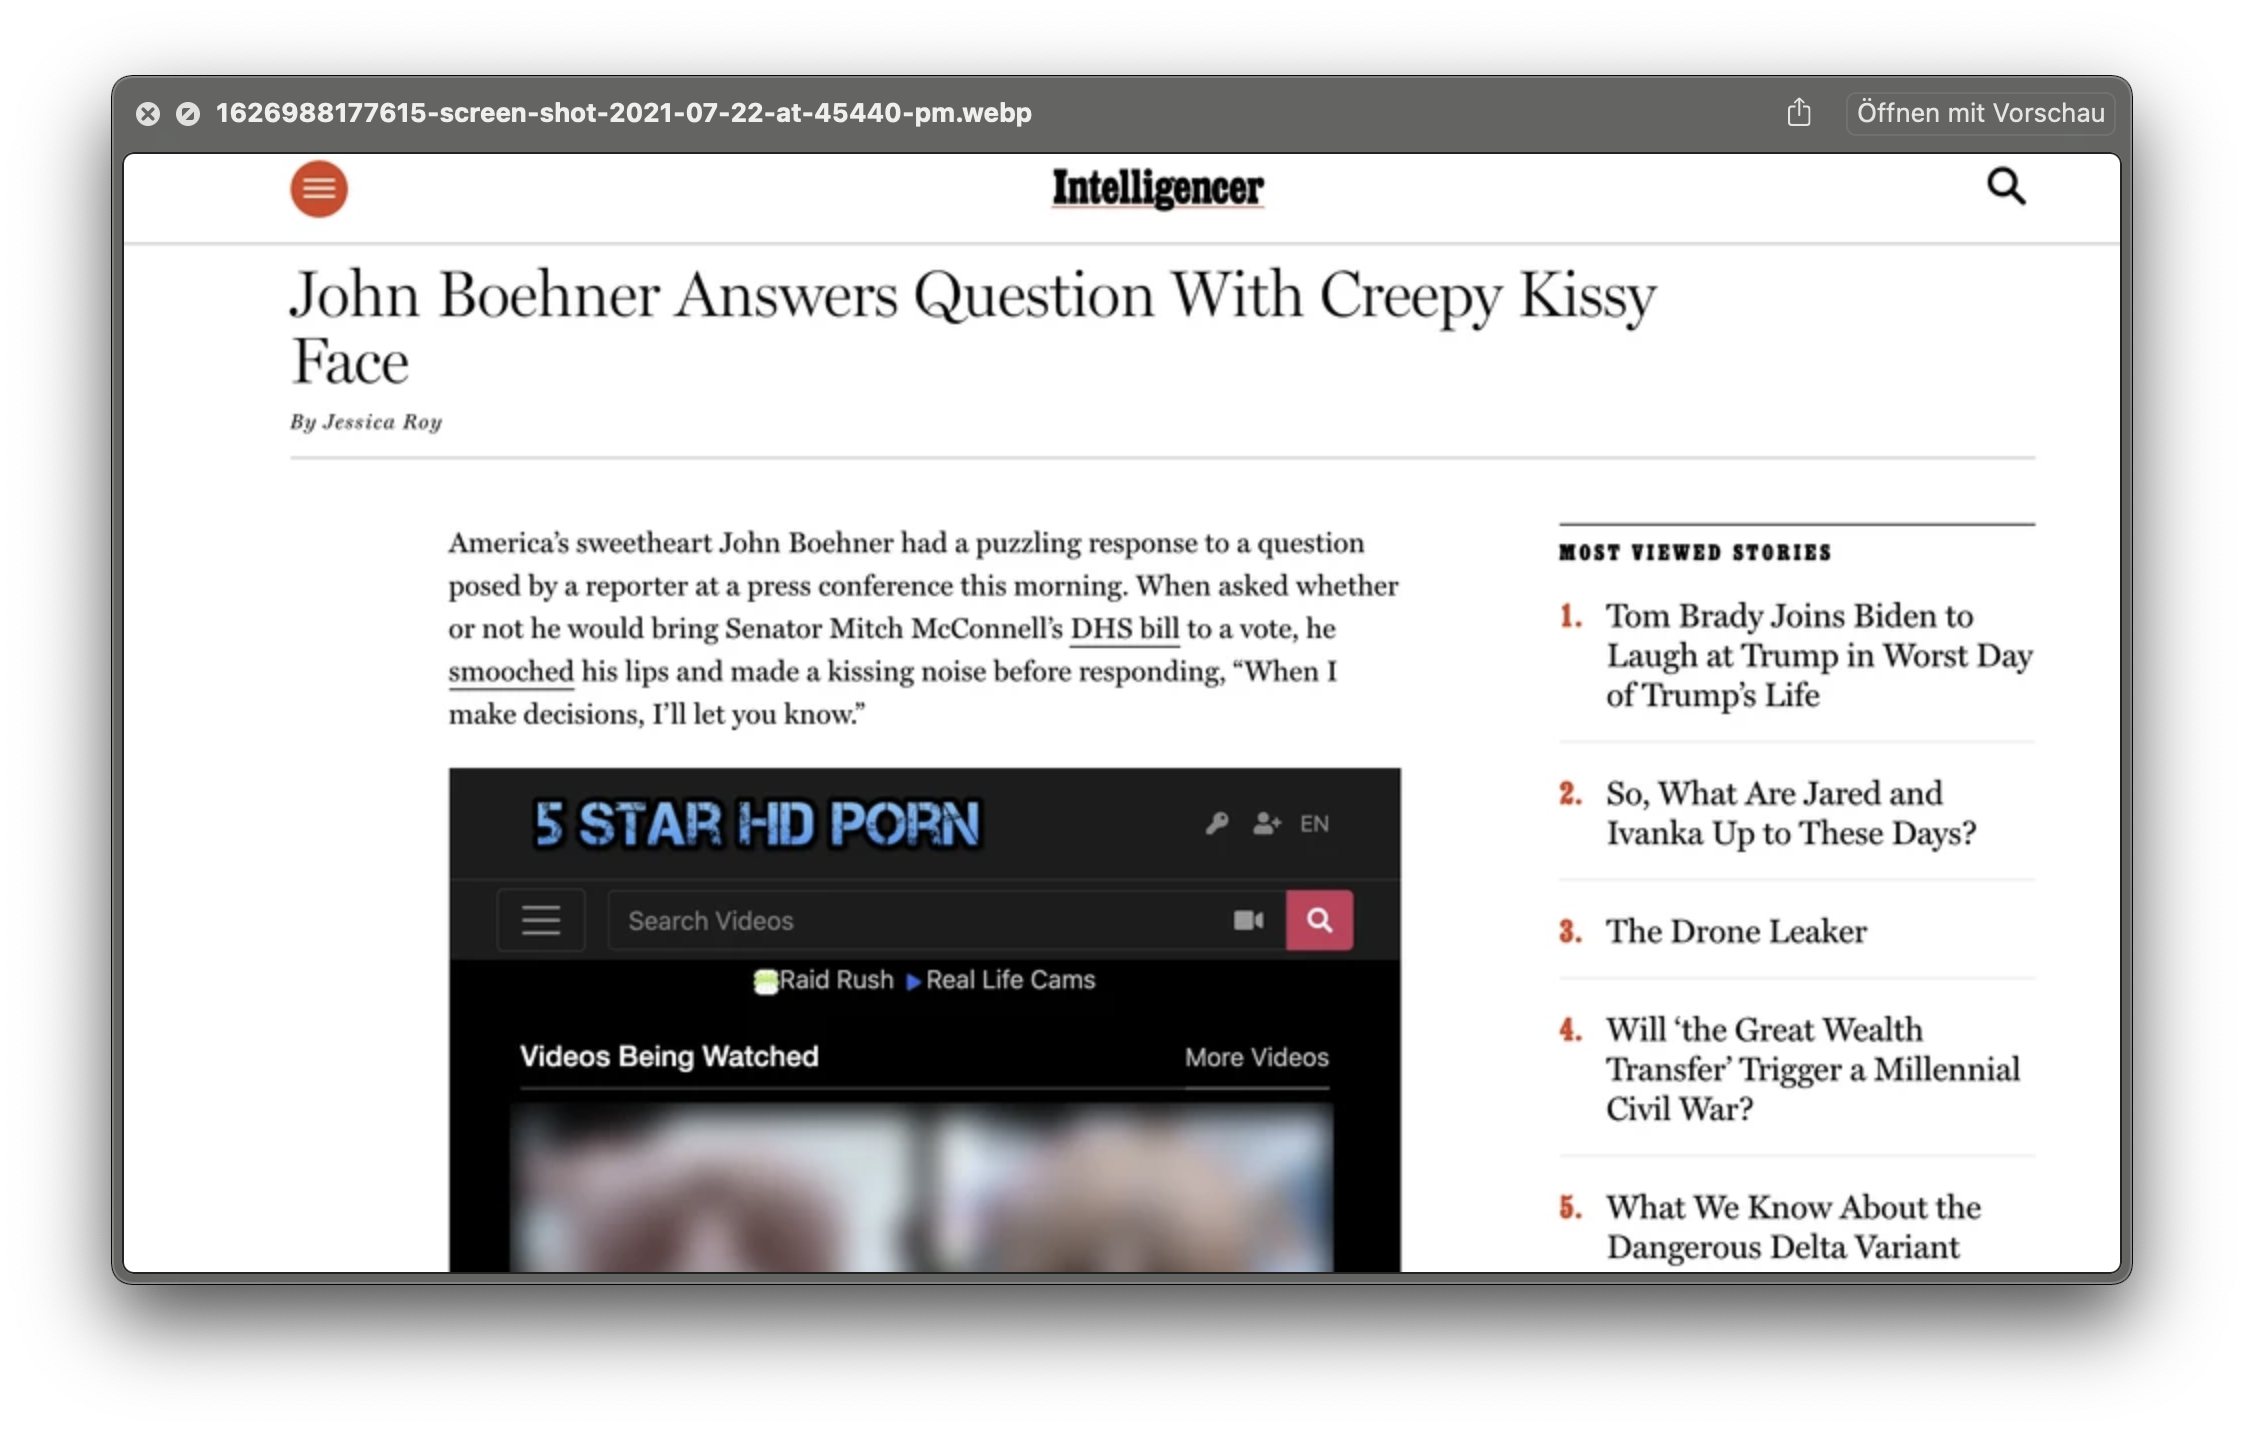 1626988177615-screen-shot-2021-07-22-at-45440-pm.webp
Öffnen mit Vorschau
Intelligencer
John Boehner Answers Question With Creepy Kissy
Face
By Jessica Roy
America’s sweetheart John Boehner had a puzzling response to a question
posed by a reporter at a press conference this morning. When asked whether
or not he would bring Senator Mitch McConnell’s DHS bill to a vote, he
smooched his lips and made a kissing noise before responding, “When I
make decisions, I’ll let you know.”
5 STAR HD PORN
EN
Search Videos
Raid Rush Real Life Cams
Videos Being Watched
More Videos
MOST VIEWED STORIES
1. Tom Brady Joins Biden to
Laugh at Trump in Worst Day
of Trump’s Life
2. So, What Are Jared and
Ivanka Up to These Days?
3. The Drone Leaker
4. Will ‘the Great Wealth
Transfer’ Trigger a Millennial
Civil War?
5. What We Know About the
Dangerous Delta Variant